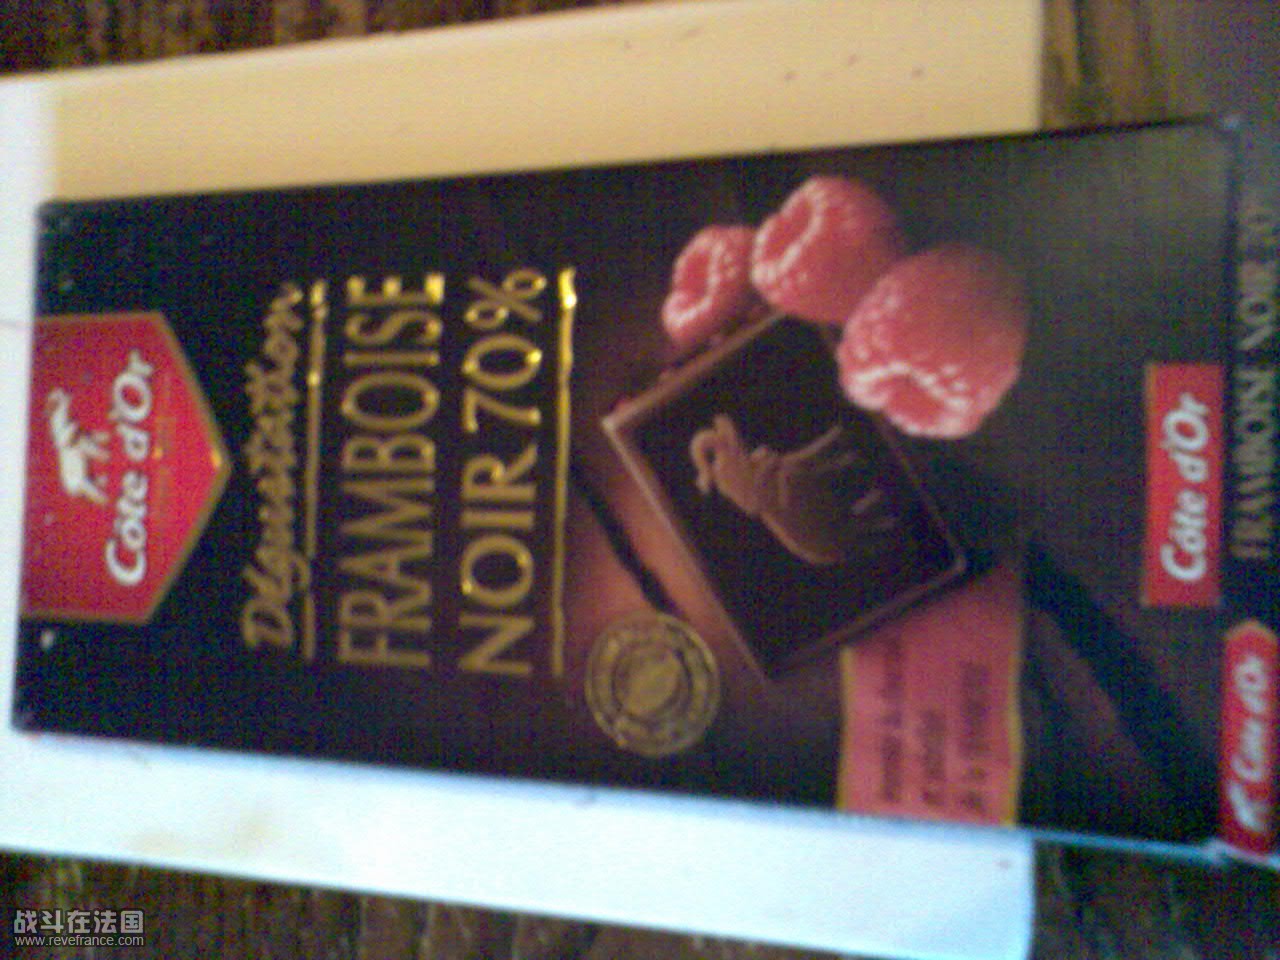 Côte d'Or
Dégustation
FRAMBOISE
NOIR 70%
Côte d'Or
FRAMBOISE NOIR 70
Côte d'Or
战斗在法国
www.revefrance.com